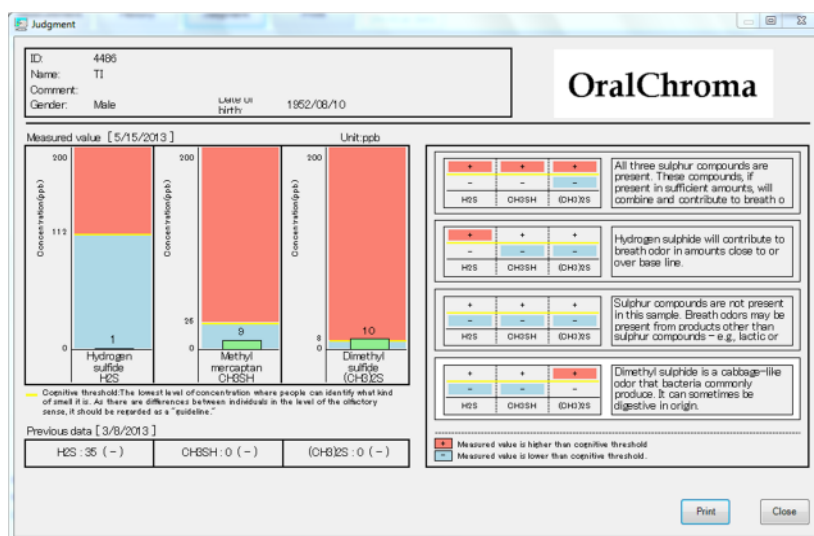 Judgment
ID: 4486
Name: TI
Comment:
Gender: Male Date of birth: 1952/08/10
OralChroma
Measured value [ 5/15/2013 ] Unit:ppb
200 200 200
Concentration(ppb) Concentration(ppb) Concentration(ppb)
112
26
8
1 9 10
0 0 0
Hydrogen Methyl Dimethyl
sulfide mercaptan sulfide
H2S CH3SH (CH3)2S
Cognitive threshold:The lowest level of concentration where people can identify what kind
of smell it is. As there are differences between individuals in the level of the olfactory
sense, it should be regarded as a "guideline."
Previous data [ 3/8/2013 ]
H2S : 35 ( - ) CH3SH : 0 ( - ) (CH3)2S : 0 ( - )
+ + +
- - -
H2S CH3SH (CH3)2S
All three sulphur compounds are
present. These compounds, if
present in sufficient amounts, will
combine and contribute to breath o
+ + +
- - -
H2S CH3SH (CH3)2S
Hydrogen sulphide will contribute to
breath odor in amounts close to or
over base line.
+ + +
- - -
H2S CH3SH (CH3)2S
Sulphur compounds are not present
in this sample. Breath odors may be
present from products other than
sulphur compounds - e.g., lactic or
+ + +
- - -
H2S CH3SH (CH3)2S
Dimethyl sulphide is a cabbage-like
odor that bacteria commonly
produce. It can sometimes be
digestive in origin.
+ Measured value is higher than cognitive threshold
- Measured value is lower than cognitive threshold.
Print Close